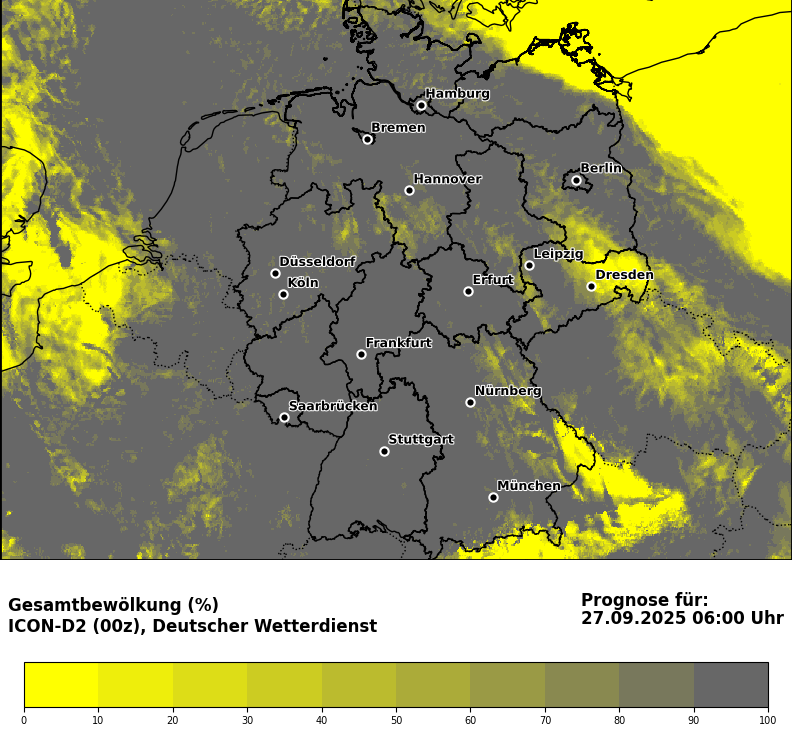 Hamburg
Bremen
Berlin
Hannover
Düsseldorf
Leipzig
Köln
Erfurt
Dresden
Frankfurt
Nürnberg
Saarbrücken
Stuttgart
München
Gesamtbewölkung (%)
ICON-D2 (00z), Deutscher Wetterdienst
Prognose für:
27.09.2025 06:00 Uhr
0 10 20 30 40 50 60 70 80 90 100